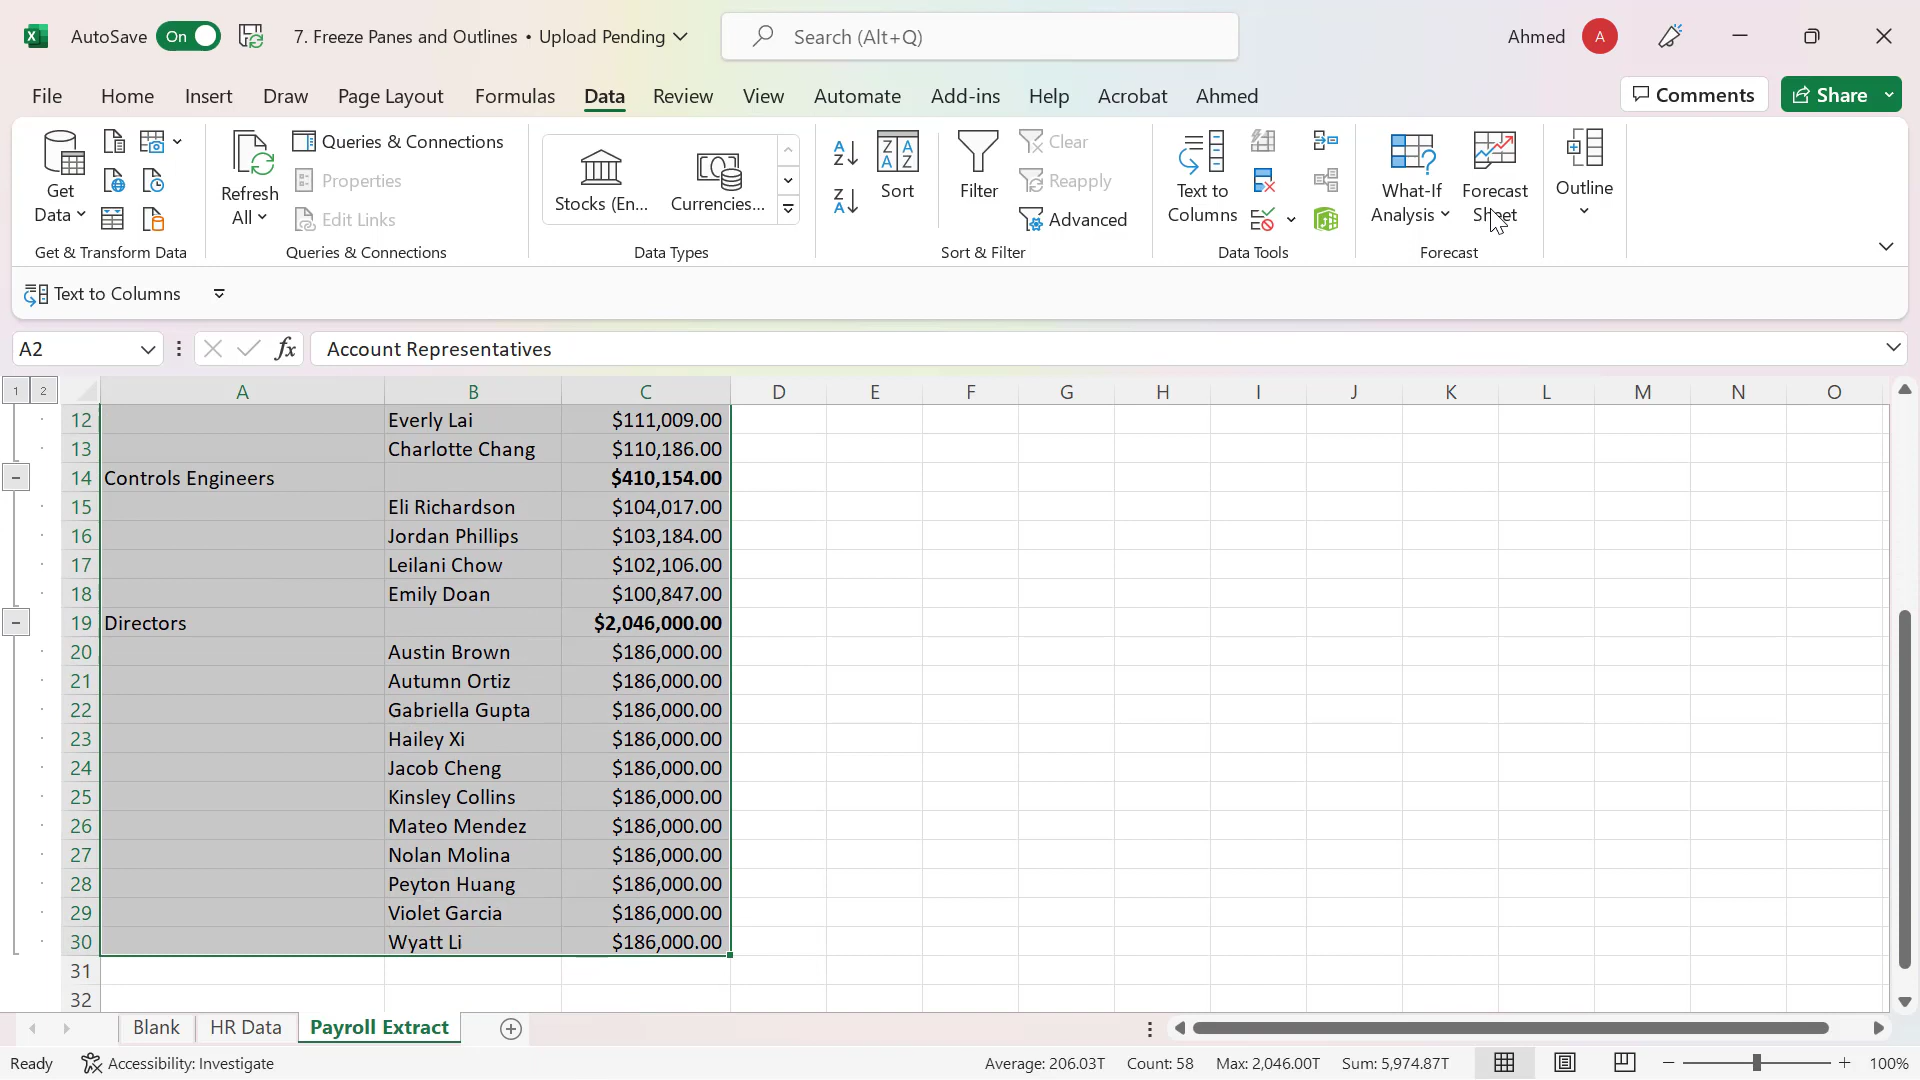 AutoSave On 7. Freeze Panes and Outlines • Upload Pending Search (Alt+Q) Ahmed A
File Home Insert Draw Page Layout Formulas Data Review View Automate Add-ins Help Acrobat Ahmed Comments Share
Get Data
Refresh All
Queries & Connections
Properties
Edit Links
Stocks (En... Currencies...
Sort
Filter
Clear
Reapply
Advanced
Text to Columns
What-If Analysis
Forecast Sheet
Outline
Get & Transform Data Queries & Connections Data Types Sort & Filter Data Tools Forecast
Text to Columns
A2 fx Account Representatives
1 2 A B C D E F G H I J K L M N O
12 Everly Lai $111,009.00
13 Charlotte Chang $110,186.00
14 Controls Engineers $410,154.00
15 Eli Richardson $104,017.00
16 Jordan Phillips $103,184.00
17 Leilani Chow $102,106.00
18 Emily Doan $100,847.00
19 Directors $2,046,000.00
20 Austin Brown $186,000.00
21 Autumn Ortiz $186,000.00
22 Gabriella Gupta $186,000.00
23 Hailey Xi $186,000.00
24 Jacob Cheng $186,000.00
25 Kinsley Collins $186,000.00
26 Mateo Mendez $186,000.00
27 Nolan Molina $186,000.00
28 Peyton Huang $186,000.00
29 Violet Garcia $186,000.00
30 Wyatt Li $186,000.00
31
32
Blank HR Data Payroll Extract
Ready Accessibility: Investigate Average: 206.03T Count: 58 Max: 2,046.00T Sum: 5,974.87T 100%